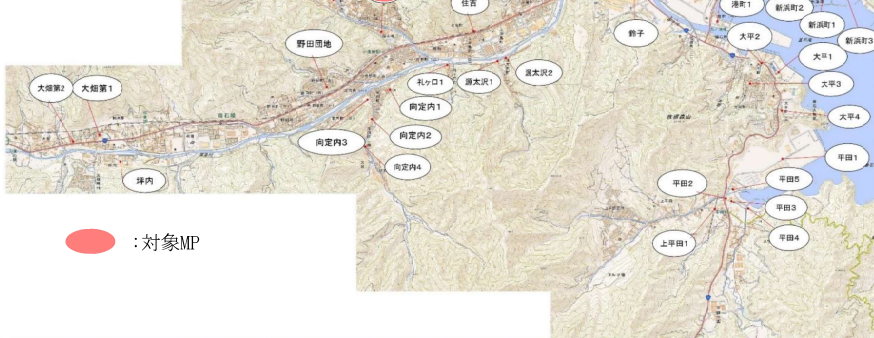 住吉
港町1
新浜町2
新浜町1
新浜町3
野田団地
鈴子
大平2
大平1
大畑第2
大畑第1
礼ヶ口1
源太沢1
源太沢2
大平3
向定内1
大平4
向定内3
向定内2
平田1
坪内
向定内4
平田2
平田5
平田3
上平田1
平田4
:対象MP